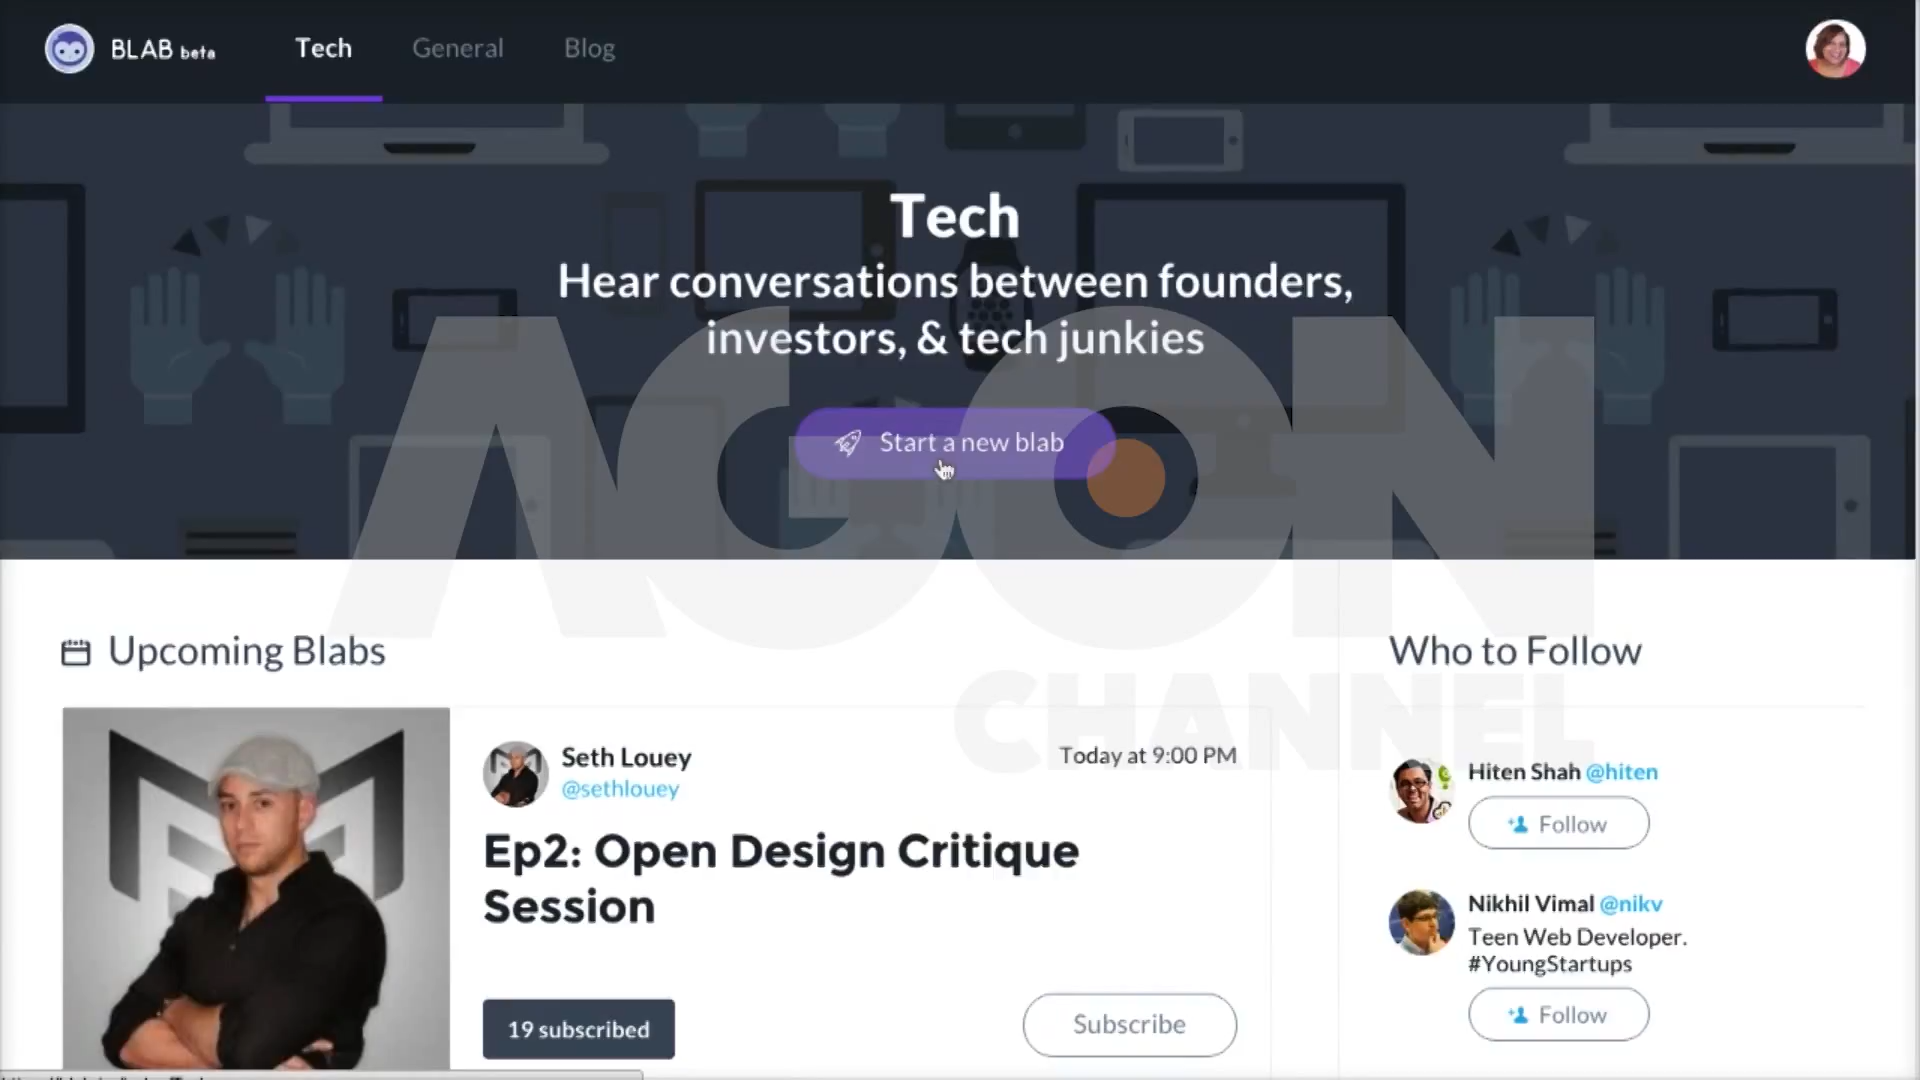 BLAB beta
Tech
General
Blog
Tech
Hear conversations between founders,
investors, & tech junkies
Start a new blab
AGON
CHANNEL
Upcoming Blabs
Who to Follow
Seth Louey
@sethlouey
Today at 9:00 PM
Ep2: Open Design Critique
Session
19 subscribed
Subscribe
Hiten Shah @hiten
Follow
Nikhil Vimal @nikv
Teen Web Developer.
#YoungStartups
Follow